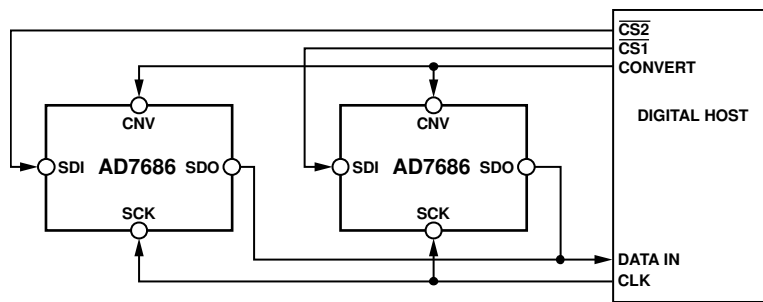 CS2
CS1
CONVERT
CNV
CNV
DIGITAL HOST
SDI AD7686 SDO
SDI AD7686 SDO
SCK
SCK
DATA IN
CLK